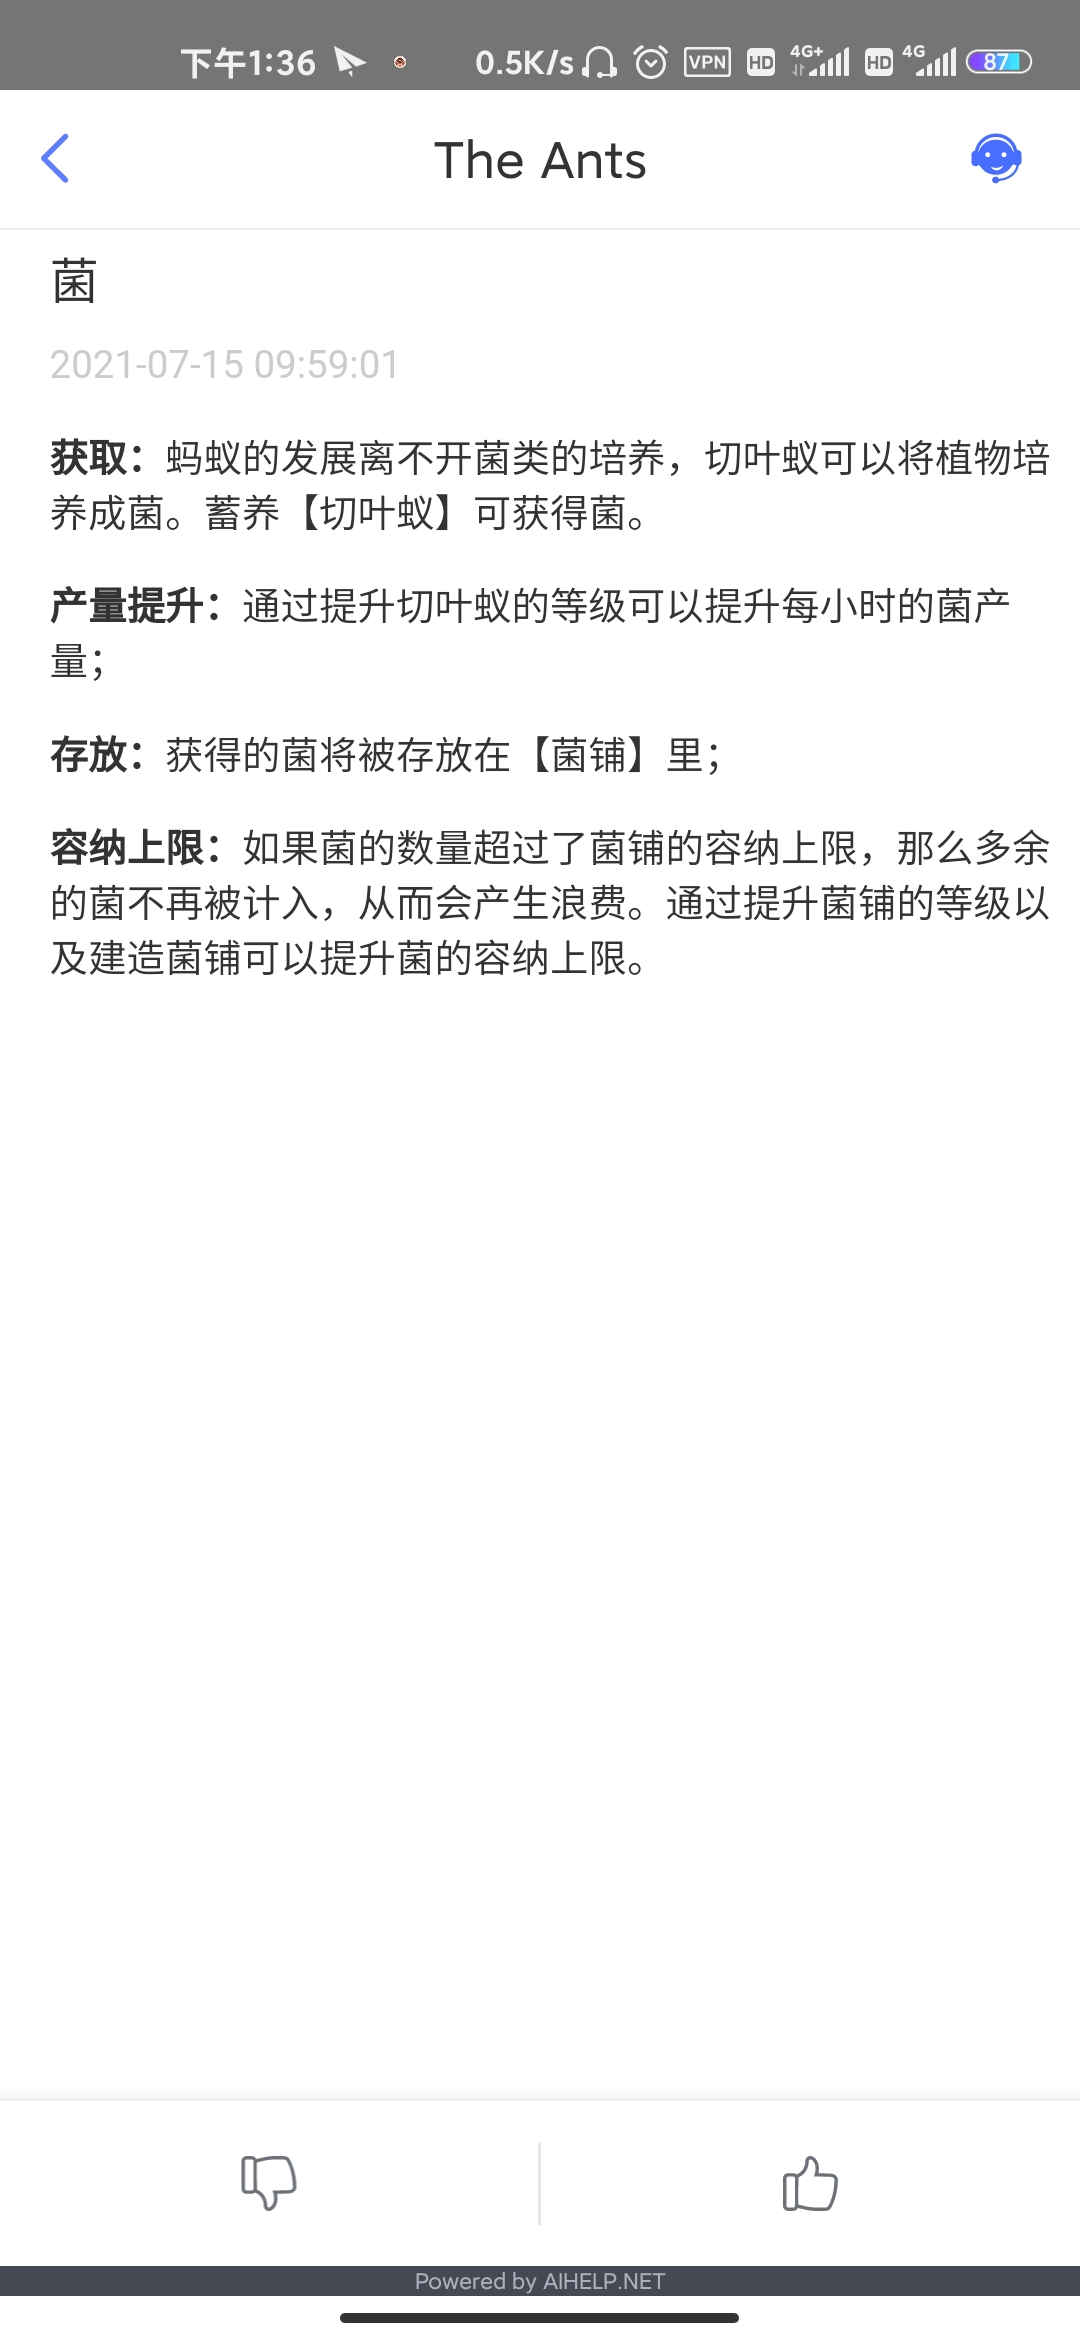 下午1:36 0.5K/s VPN HD 4G+ HD 4G 87
The Ants
菌
2021-07-15 09:59:01
获取：蚂蚁的发展离不开菌类的培养，切叶蚁可以将植物培
养成菌。蓄养【切叶蚁】可获得菌。
产量提升：通过提升切叶蚁的等级可以提升每小时的菌产
量；
存放：获得的菌将被存放在【菌铺】里；
容纳上限：如果菌的数量超过了菌铺的容纳上限，那么多余
的菌不再被计入，从而会产生浪费。通过提升菌铺的等级以
及建造菌铺可以提升菌的容纳上限。
Powered by AIHELP.NET